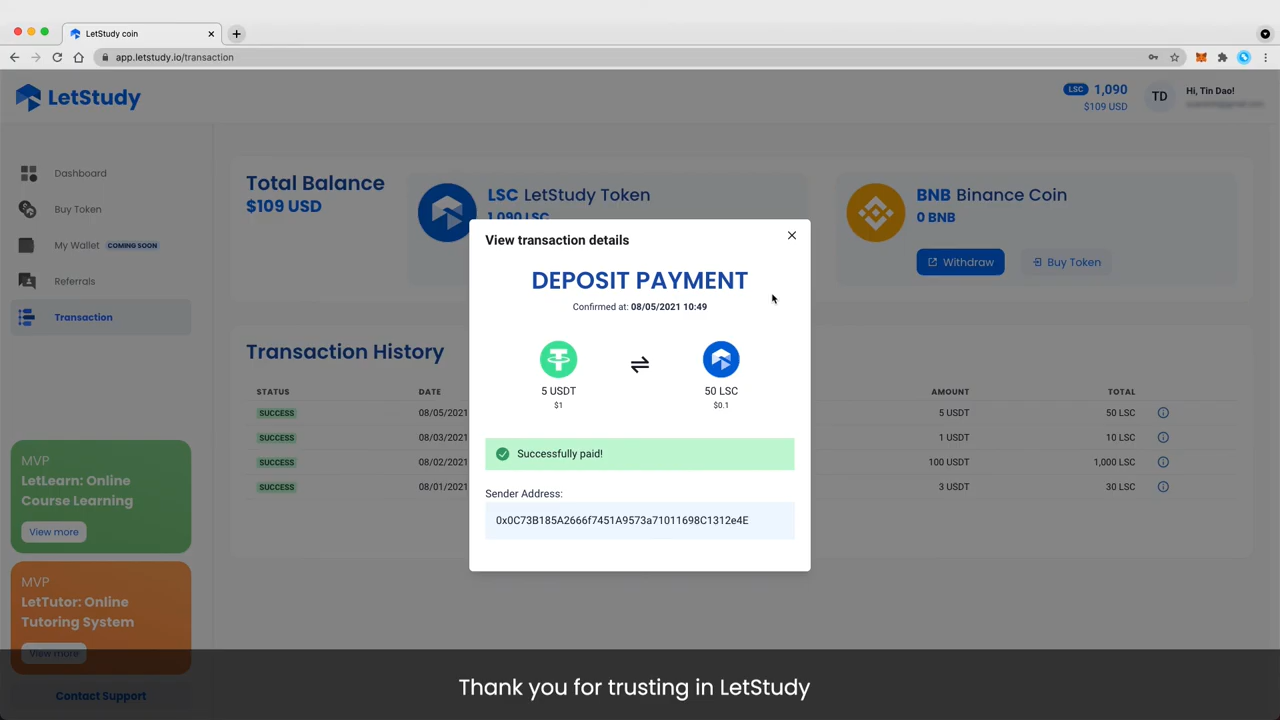 LetStudy coin
app.letstudy.io/transaction
LetStudy
LSC 1,090
$109 USD
TD
Hi, Tin Dao!
Dashboard
Buy Token
My Wallet COMING SOON
Referrals
Transaction
MVP
LetLearn: Online
Course Learning
View more
MVP
LetTutor: Online
Tutoring System
View more
Contact Support
Total Balance
$109 USD
LSC LetStudy Token
1,090 LSC
BNB Binance Coin
0 BNB
Withdraw
Buy Token
Transaction History
STATUS DATE AMOUNT TOTAL
SUCCESS 08/05/2021 5 USDT 50 LSC
SUCCESS 08/03/2021 1 USDT 10 LSC
SUCCESS 08/02/2021 100 USDT 1,000 LSC
SUCCESS 08/01/2021 3 USDT 30 LSC
View transaction details
DEPOSIT PAYMENT
Confirmed at: 08/05/2021 10:49
5 USDT 50 LSC
$1 $0.1
Successfully paid!
Sender Address:
0x0C73B185A2666f7451A9573a71011698C1312e4E
Thank you for trusting in LetStudy